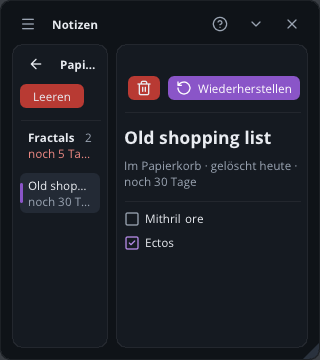 Notizen
Papi...
Leeren
Fractals 2
noch 5 Ta...
Old shop...
noch 30 T...
Wiederherstellen
Old shopping list
Im Papierkorb · gelöscht heute ·
noch 30 Tage
Mithril ore
Ectos